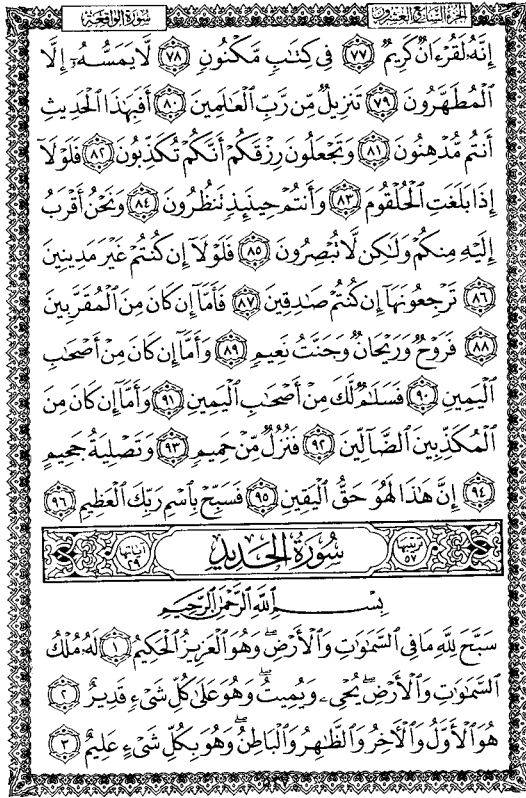 الجزء السابع والعشرون سورة الواقعة
إِنَّهُۥ لَقُرْءَانٌ كَرِيمٌ ٧٧ فِى كِتَٰبٍ مَّكْنُونٍ ٧٨ لَّا يَمَسُّهُۥٓ إِلَّا
ٱلْمُطَهَّرُونَ ٧٩ تَنزِيلٌ مِّن رَّبِّ ٱلْعَٰلَمِينَ ٨٠ أَفَبِهَٰذَا ٱلْحَدِيثِ
أَنتُم مُّدْهِنُونَ ٨١ وَتَجْعَلُونَ رِزْقَكُمْ أَنَّكُمْ تُكَذِّبُونَ ٨٢ فَلَوْلَآ
إِذَا بَلَغَتِ ٱلْحُلْقُومَ ٨٣ وَأَنتُمْ حِينَئِذٍ تَنظُرُونَ ٨٤ وَنَحْنُ أَقْرَبُ
إِلَيْهِ مِنكُمْ وَلَٰكِن لَّا تُبْصِرُونَ ٨٥ فَلَوْلَآ إِن كُنتُمْ غَيْرَ مَدِينِينَ
٨٦ تَرْجِعُونَهَآ إِن كُنتُمْ صَٰدِقِينَ ٨٧ فَأَمَّآ إِن كَانَ مِنَ ٱلْمُقَرَّبِينَ
٨٨ فَرَوْحٌ وَرَيْحَانٌ وَجَنَّتُ نَعِيمٍ ٨٩ وَأَمَّآ إِن كَانَ مِنْ أَصْحَٰبِ
ٱلْيَمِينِ ٩٠ فَسَلَٰمٌ لَّكَ مِنْ أَصْحَٰبِ ٱلْيَمِينِ ٩١ وَأَمَّآ إِن كَانَ مِنَ
ٱلْمُكَذِّبِينَ ٱلضَّآلِّينَ ٩٢ فَنُزُلٌ مِّنْ حَمِيمٍ ٩٣ وَتَصْلِيَةُ جَحِيمٍ
٩٤ إِنَّ هَٰذَا لَهُوَ حَقُّ ٱلْيَقِينِ ٩٥ فَسَبِّحْ بِٱسْمِ رَبِّكَ ٱلْعَظِيمِ ٩٦
ترتيبها ٥٧ سُورَةُ الحَدِيدِ آياتها ٢٩
بِسْمِ ٱللَّهِ ٱلرَّحْمَٰنِ ٱلرَّحِيمِ
سَبَّحَ لِلَّهِ مَا فِى ٱلسَّمَٰوَٰتِ وَٱلْأَرْضِ ۖ وَهُوَ ٱلْعَزِيزُ ٱلْحَكِيمُ ١ لَهُۥ مُلْكُ
ٱلسَّمَٰوَٰتِ وَٱلْأَرْضِ ۖ يُحْىِۦ وَيُمِيتُ ۖ وَهُوَ عَلَىٰ كُلِّ شَىْءٍ قَدِيرٌ ٢
هُوَ ٱلْأَوَّلُ وَٱلْءَاخِرُ وَٱلظَّٰهِرُ وَٱلْبَاطِنُ ۖ وَهُوَ بِكُلِّ شَىْءٍ عَلِيمٌ ٣